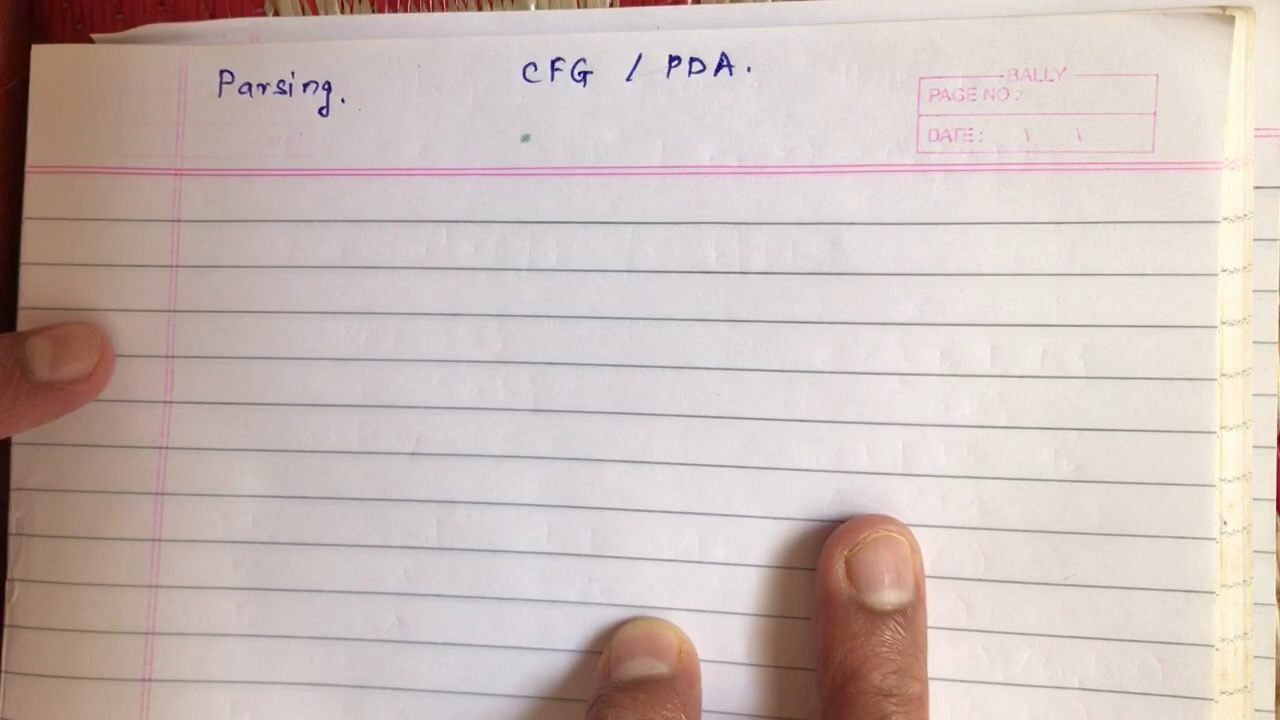 Parsing. CFG / PDA.
BALLY
PAGE NO :
DATE : \ \